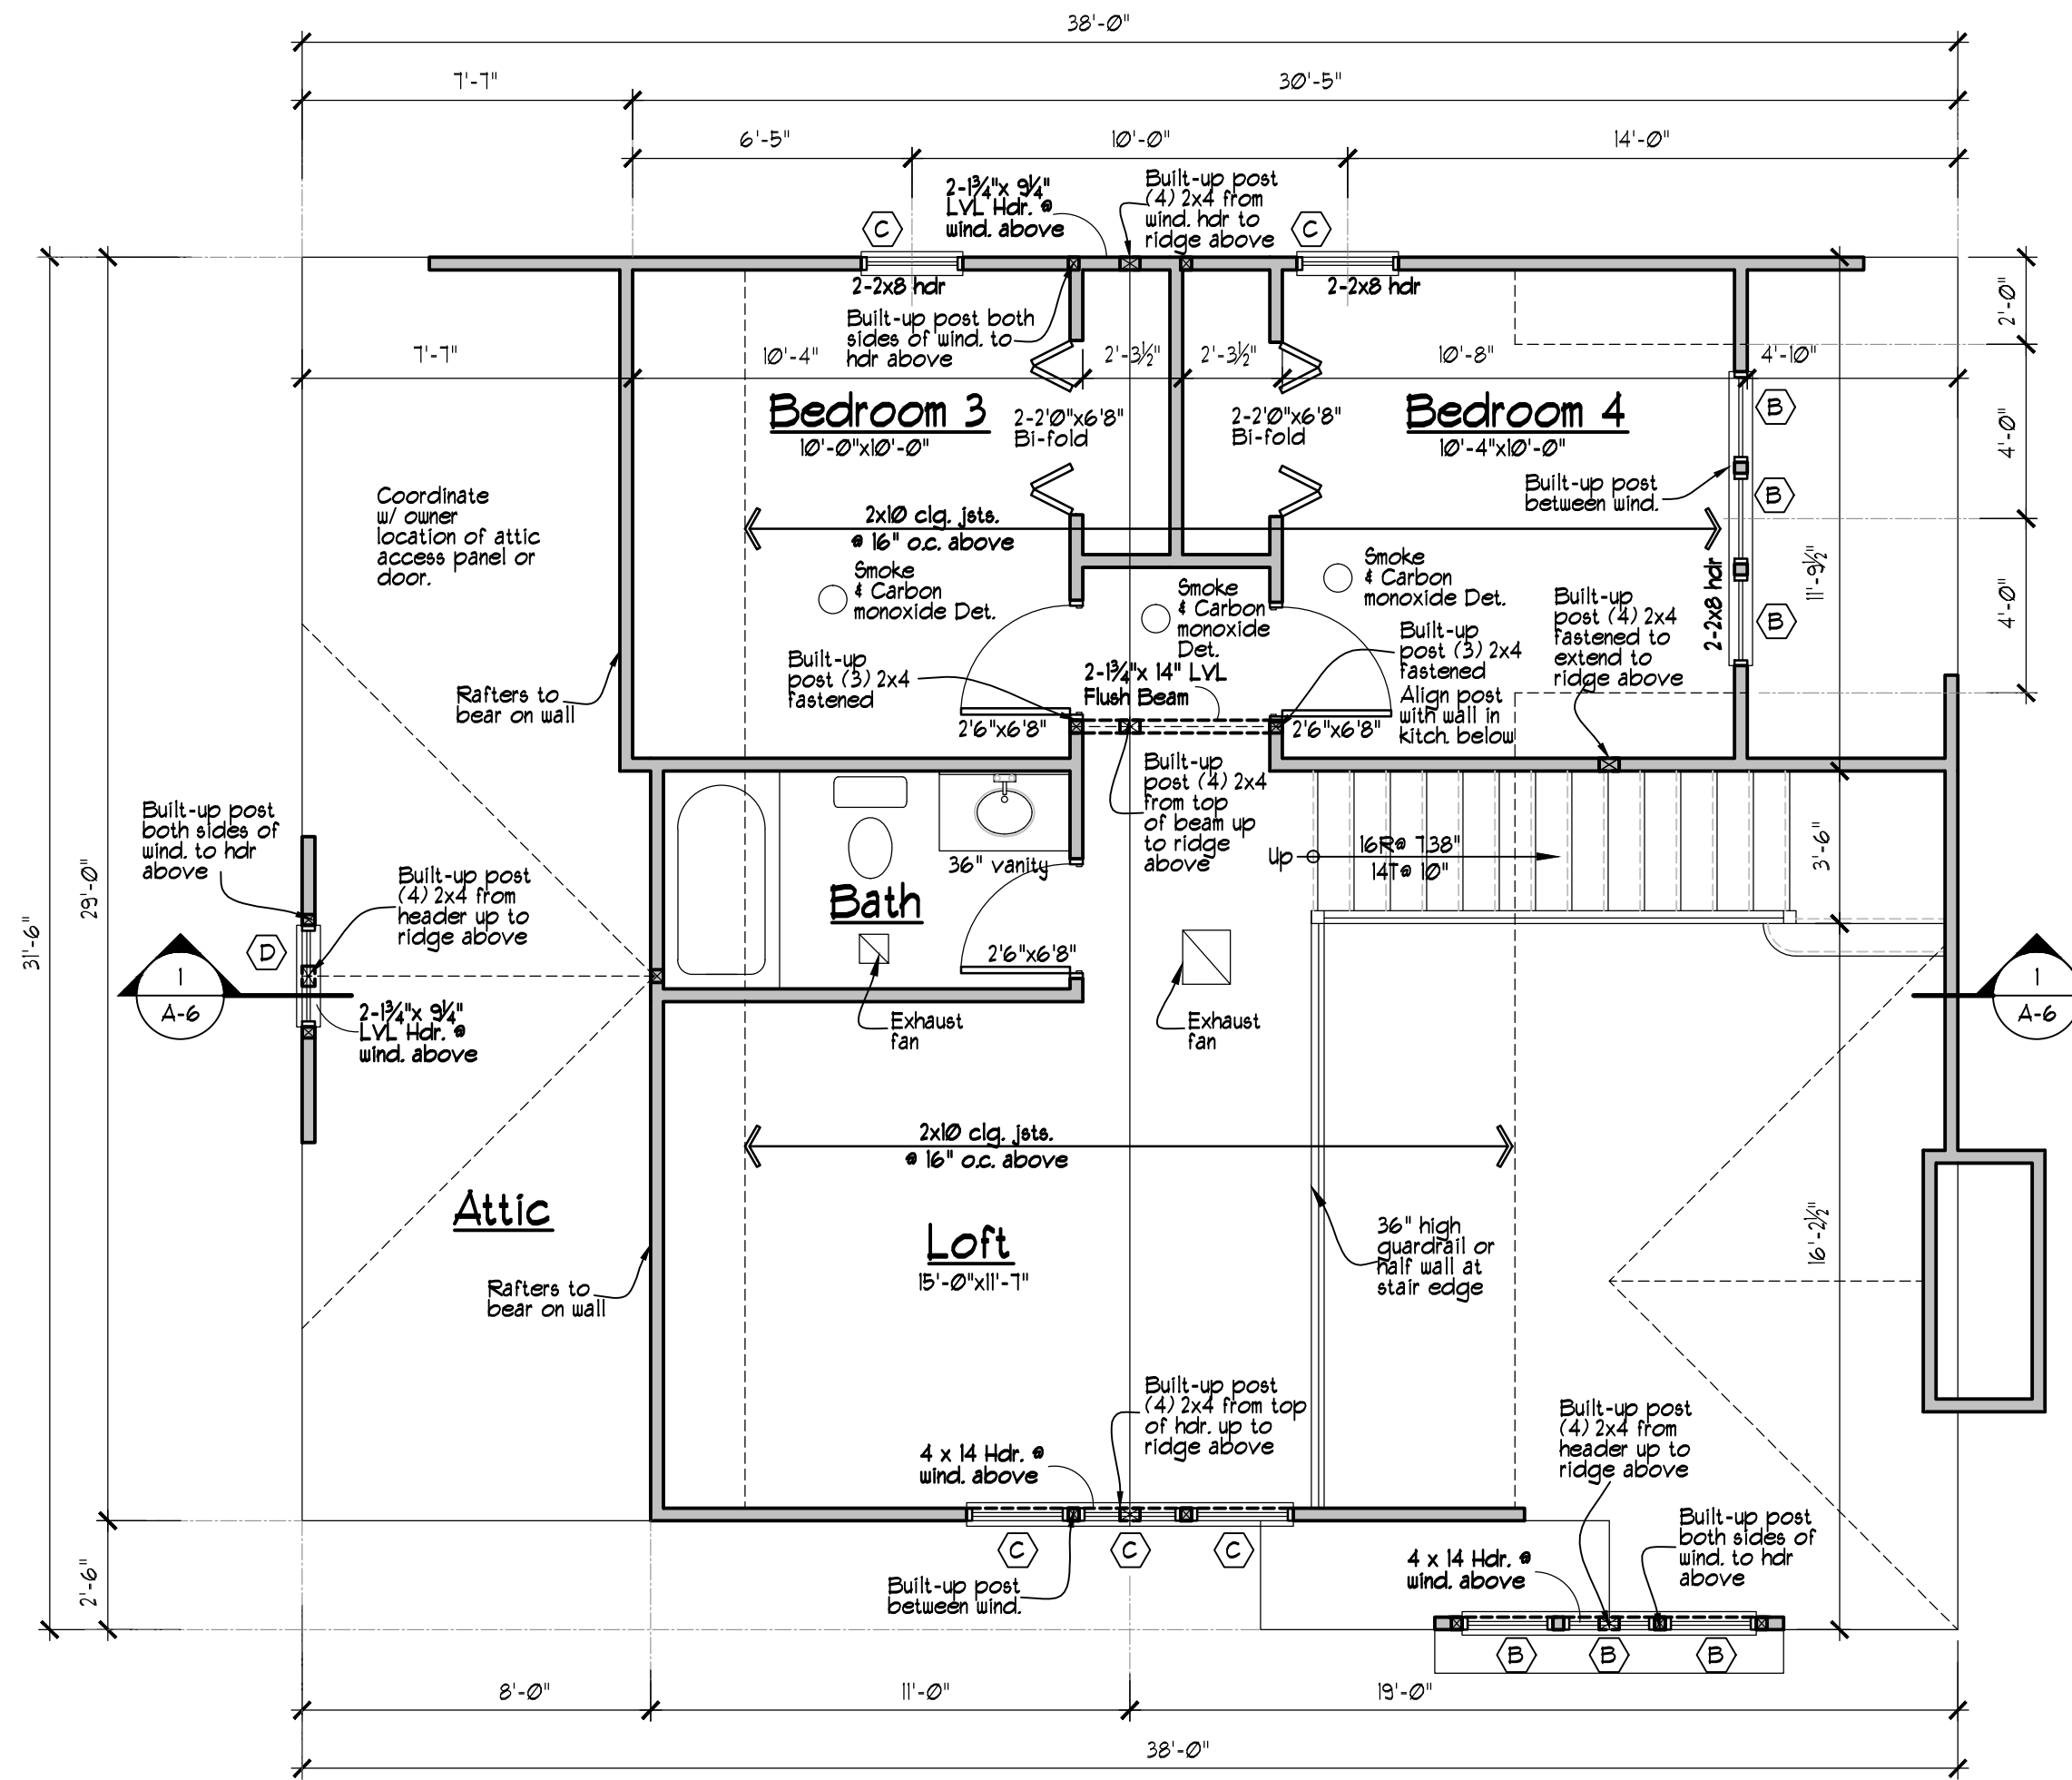 38'-0"
7'-7"
30'-5"
6'-5"
10'-0"
14'-0"
2-1¾"x 9¼"
LVL Hdr. @
wind. above
Built-up post
(4) 2x4 from
wind. hdr to
ridge above
C
C
2-2x8 hdr
2-2x8 hdr
Built-up post both
sides of wind. to
hdr above
7'-7"
10'-4"
2'-3½"
2'-3½"
10'-8"
4'-10"
2'-0"
4'-0"
4'-0"
11'-9½"
Bedroom 3
10'-0"x10'-0"
2-2'0"x6'8"
Bi-fold
2-2'0"x6'8"
Bi-fold
Bedroom 4
10'-4"x10'-0"
B
B
B
Built-up post
between wind.
2-2x8 hdr
Coordinate
w/ owner
location of attic
access panel or
door.
2x10 clg. jsts.
@ 16" o.c. above
Smoke
& Carbon
monoxide Det.
Smoke
& Carbon
monoxide
Det.
Smoke
& Carbon
monoxide Det.
Built-up
post (4) 2x4
fastened to
extend to
ridge above
Built-up
post (3) 2x4
fastened
2-1¾"x 14" LVL
Flush Beam
Built-up
post (3) 2x4
fastened
Align post
with wall in
kitch. below
Rafters to
bear on wall
2'6"x6'8"
2'6"x6'8"
Built-up
post (4) 2x4
from top
of beam up
to ridge
above
Built-up post
both sides of
wind. to hdr
above
Built-up post
(4) 2x4 from
header up to
ridge above
36" vanity
Bath
2'6"x6'8"
Up
16R@ 7.38"
14T@ 10"
3'-6"
29'-0"
31'-6"
D
1
A-6
2-1¾"x 9¼"
LVL Hdr. @
wind. above
Exhaust
fan
Exhaust
fan
1
A-6
2x10 clg. jsts.
@ 16" o.c. above
Attic
Loft
15'-0"x11'-7"
36" high
guardrail or
half wall at
stair edge
16'-2½"
Rafters to
bear on wall
4 x 14 Hdr. @
wind. above
Built-up post
(4) 2x4 from top
of hdr. up to
ridge above
Built-up post
(4) 2x4 from
header up to
ridge above
Built-up post
both sides of
wind. to hdr
above
C
C
C
2'-6"
Built-up post
between wind.
4 x 14 Hdr. @
wind. above
B
B
B
8'-0"
11'-0"
19'-0"
38'-0"